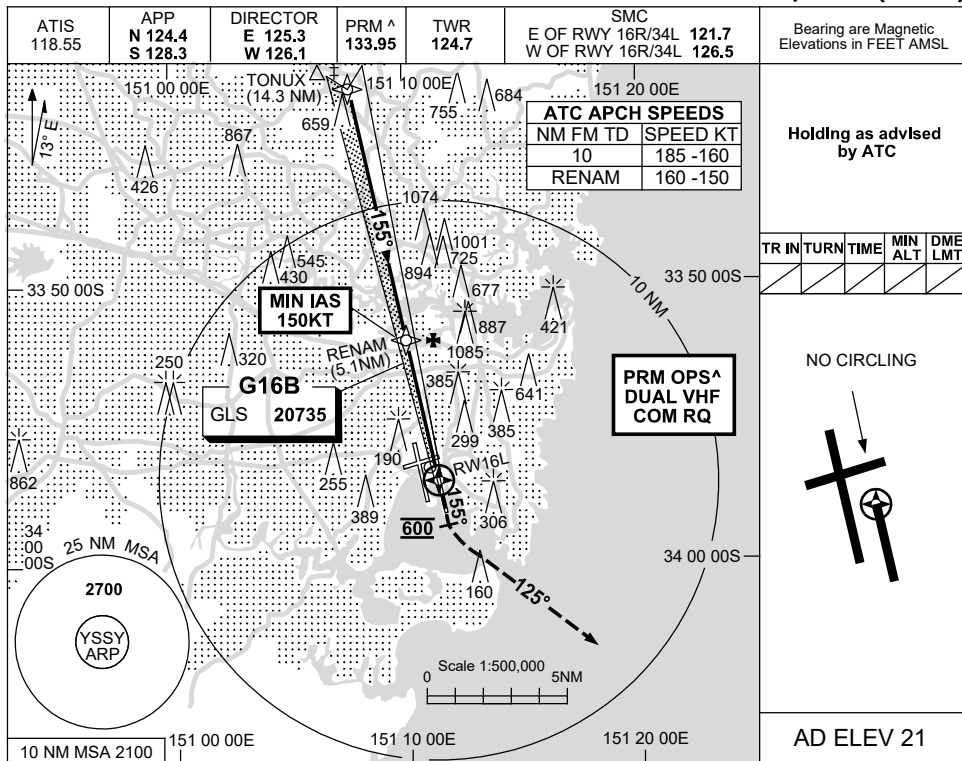 ATIS
118.55
APP
N 124.4
S 128.3
DIRECTOR
E 125.3
W 126.1
PRM ^
133.95
TWR
124.7
SMC
E OF RWY 16R/34L 121.7
W OF RWY 16R/34L 126.5
Bearing are Magnetic
Elevations in FEET AMSL
TONUX
(14.3 NM)
151 00 00E
151 10 00E
151 20 00E
13° E
659
755
684
867
426
ATC APCH SPEEDS
NM FM TD SPEED KT
10 185 -160
RENAM 160 -150
Holding as advised
by ATC
1074
155°
1001
725
894
545
430
677
TR IN TURN TIME MIN ALT DME LMT
33 50 00S
33 50 00S
10 NM
MIN IAS
150KT
887
421
1085
RENAM
(5.1NM)
320
250
G16B
GLS 20735
385
641
385
299
PRM OPS^
DUAL VHF
COM RQ
NO CIRCLING
190
RW16L
862
255
389
155°
306
600
34
00
00S
34 00 00S
160
125°
25 NM MSA
2700
YSSY
ARP
Scale 1:500,000
0 5NM
10 NM MSA 2100
151 00 00E
151 10 00E
151 20 00E
AD ELEV 21